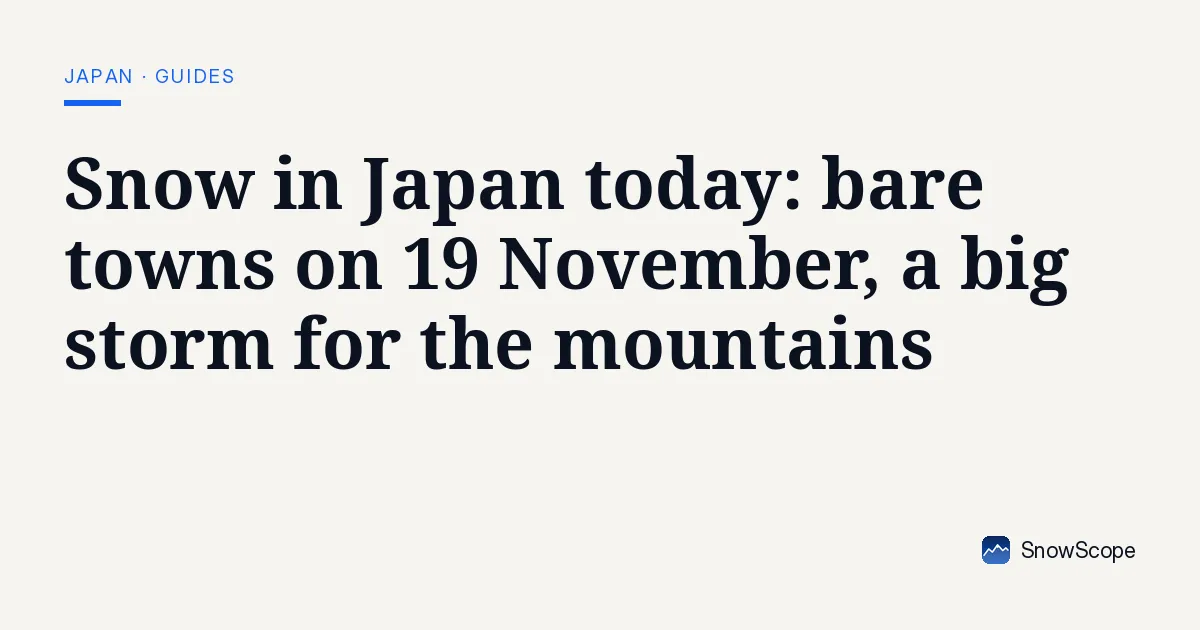 JAPAN · GUIDES
Snow in Japan today: bare
towns on 19 November, a big
storm for the mountains
SnowScope